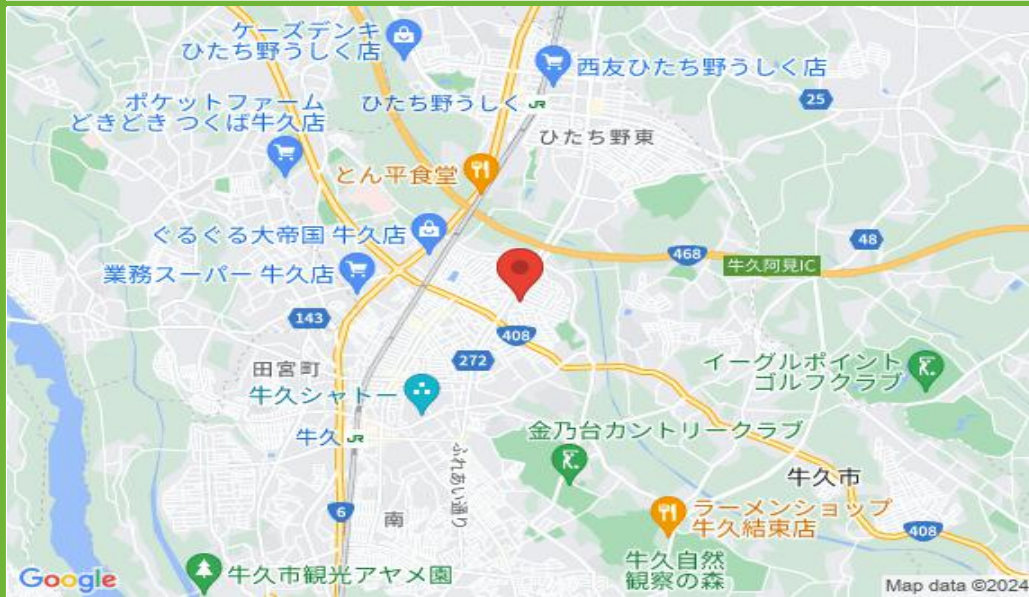 ケーズデンキ
ひたち野うしく店
西友ひたち野うしく店
ポケットファーム
どきどき つくば牛久店
ひたち野うしく
JR
25
ひたち野東
とん平食堂
ぐるぐる大帝国 牛久店
48
468
牛久阿見IC
業務スーパー 牛久店
143
408
272
田宮町
イーグルポイント
ゴルフクラブ
牛久シャトー
牛久
JR
金乃台カントリークラブ
ふれあい通り
牛久市
6
南
ラーメンショップ
牛久結束店
408
牛久自然
観察の森
牛久市観光アヤメ園
Google
Map data ©2024